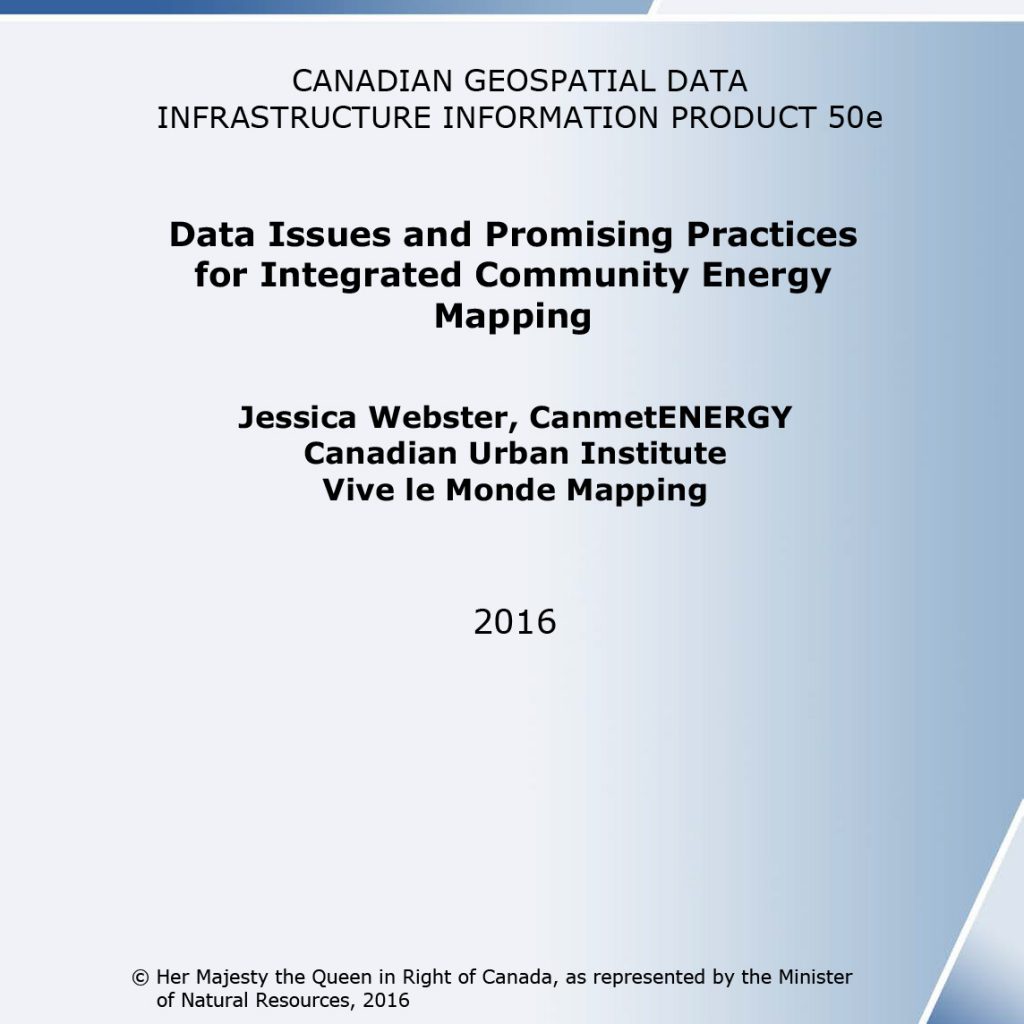 CANADIAN GEOSPATIAL DATA
INFRASTRUCTURE INFORMATION PRODUCT 50e
Data Issues and Promising Practices
for Integrated Community Energy
Mapping
Jessica Webster, CanmetENERGY
Canadian Urban Institute
Vive le Monde Mapping
2016
© Her Majesty the Queen in Right of Canada, as represented by the Minister
of Natural Resources, 2016